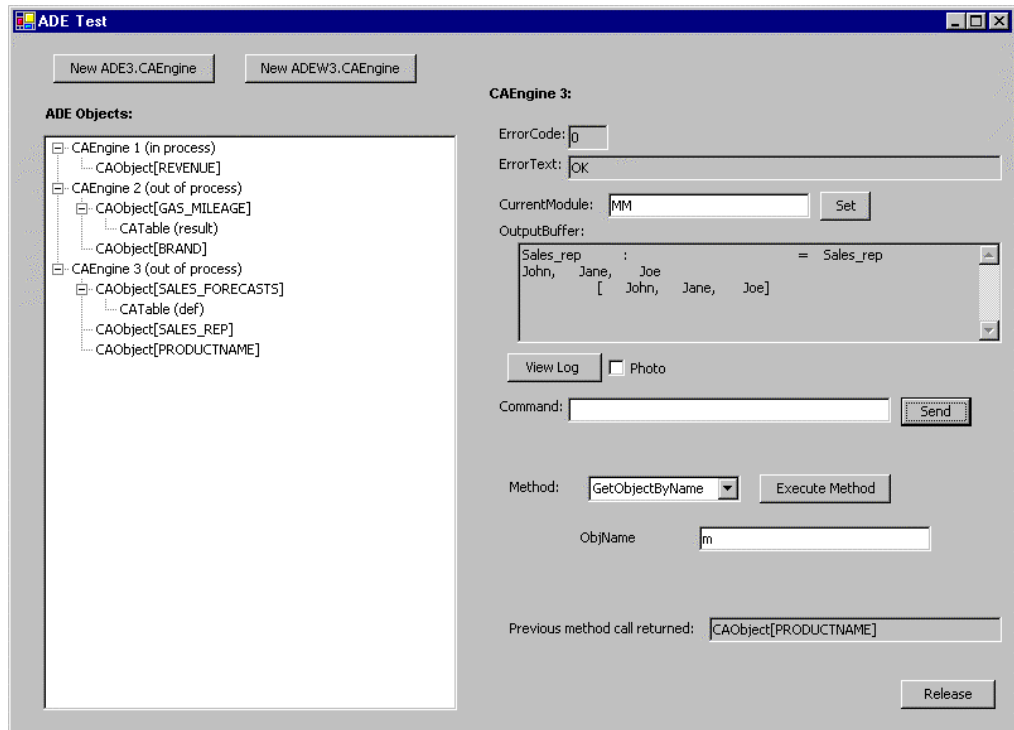 ADE Test
New ADE3.CAEngine
New ADEW3.CAEngine
ADE Objects:
CAEngine 1 (in process)
CAObject[REVENUE]
CAEngine 2 (out of process)
CAObject[GAS_MILEAGE]
CATable (result)
CAObject[BRAND]
CAEngine 3 (out of process)
CAObject[SALES_FORECASTS]
CATable (def)
CAObject[SALES_REP]
CAObject[PRODUCTNAME]
CAEngine 3:
ErrorCode: 0
ErrorText: OK
CurrentModule: MM Set
OutputBuffer:
Sales_rep : = Sales_rep
John, Jane, Joe
[ John, Jane, Joe]
View Log Photo
Command: Send
Method: GetObjectByName Execute Method
ObjName m
Previous method call returned: CAObject[PRODUCTNAME]
Release